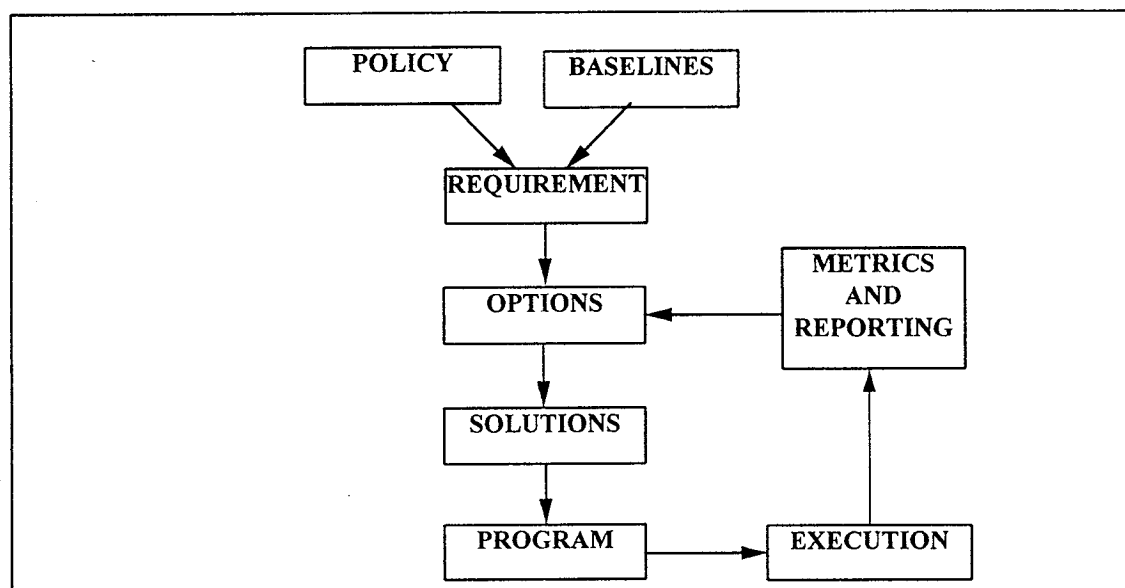 POLICY
BASELINES
REQUIREMENT
METRICS
AND
REPORTING
OPTIONS
SOLUTIONS
PROGRAM
EXECUTION